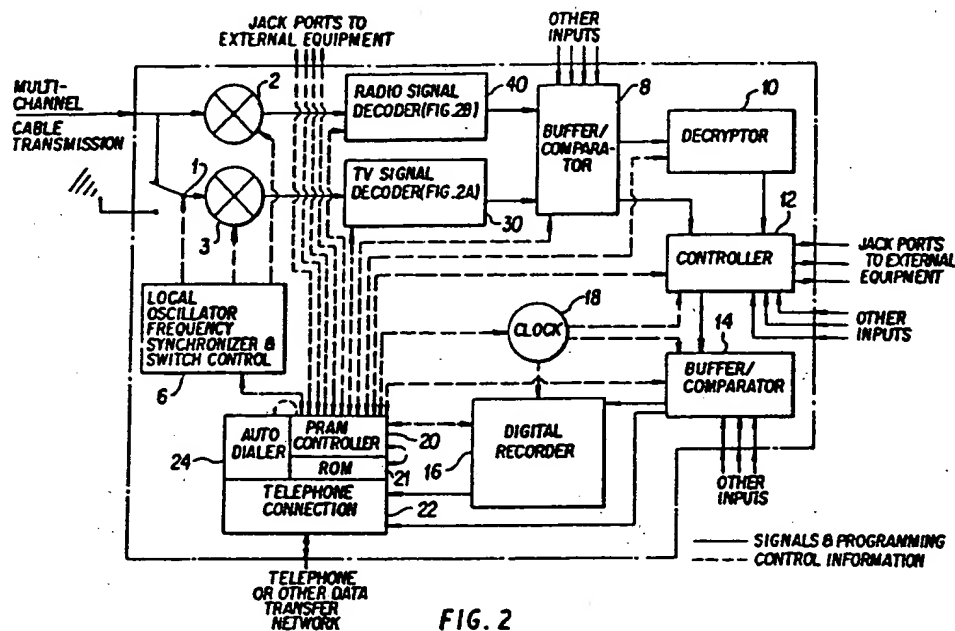 JACK PORTS TO
EXTERNAL EQUIPMENT
OTHER
INPUTS
MULTI-
CHANNEL
CABLE
TRANSMISSION
2
RADIO SIGNAL
DECODER(FIG.2B)
40
8
BUFFER/
COMPARA-
TOR
10
DECRYPTOR
1
3
TV SIGNAL
DECODER(FIG.2A)
30
12
CONTROLLER
JACK PORTS
TO EXTERNAL
EQUIPMENT
OTHER
INPUTS
LOCAL
OSCILLATOR
FREQUENCY
SYNCHRONIZER &
SWITCH CONTROL
6
18
CLOCK
14
BUFFER/
COMPARATOR
OTHER
INPUTS
24
AUTO
DIALER
PRAM
CONTROLLER
20
ROM
21
TELEPHONE
CONNECTION
22
16
DIGITAL
RECORDER
SIGNALS & PROGRAMMING
CONTROL INFORMATION
TELEPHONE
OR OTHER DATA
TRANSFER
NETWORK
FIG. 2